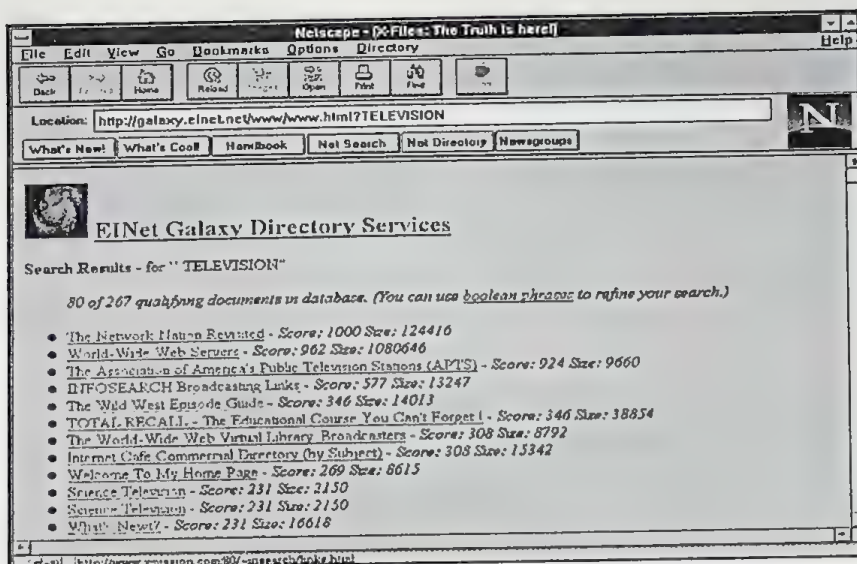 Netscape - [X-Files: The Truth is here!]
File Edit View Go Bookmarks Options Directory Help
Back Home Reload Open Print Find
Location: http://galaxy.einet.net/www/www.html?TELEVISION
What's New! What's Cool! Handbook Net Search Net Directory Newsgroups
N
EINet Galaxy Directory Services
Search Results - for " TELEVISION"
80 of 267 qualifying documents in database. (You can use boolean phrases to refine your search.)
The Network Nation Revisited - Score: 1000 Size: 124416
World-Wide Web Servers - Score: 962 Size: 1080646
The Association of America's Public Television Stations (APTS) - Score: 924 Size: 9660
INFOSEARCH Broadcasting Links - Score: 577 Size: 13247
The Wild West Episode Guide - Score: 346 Size: 14013
TOTAL RECALL - The Educational Course You Can't Forget ! - Score: 346 Size: 38854
The World-Wide Web Virtual Library: Broadcasters - Score: 308 Size: 8792
Internet Cafe Commercial Directory (by Subject) - Score: 308 Size: 15342
Welcome To My Home Page - Score: 269 Size: 8615
Science Television - Score: 231 Size: 2150
Science Television - Score: 231 Size: 2150
What's Newt? - Score: 231 Size: 16618